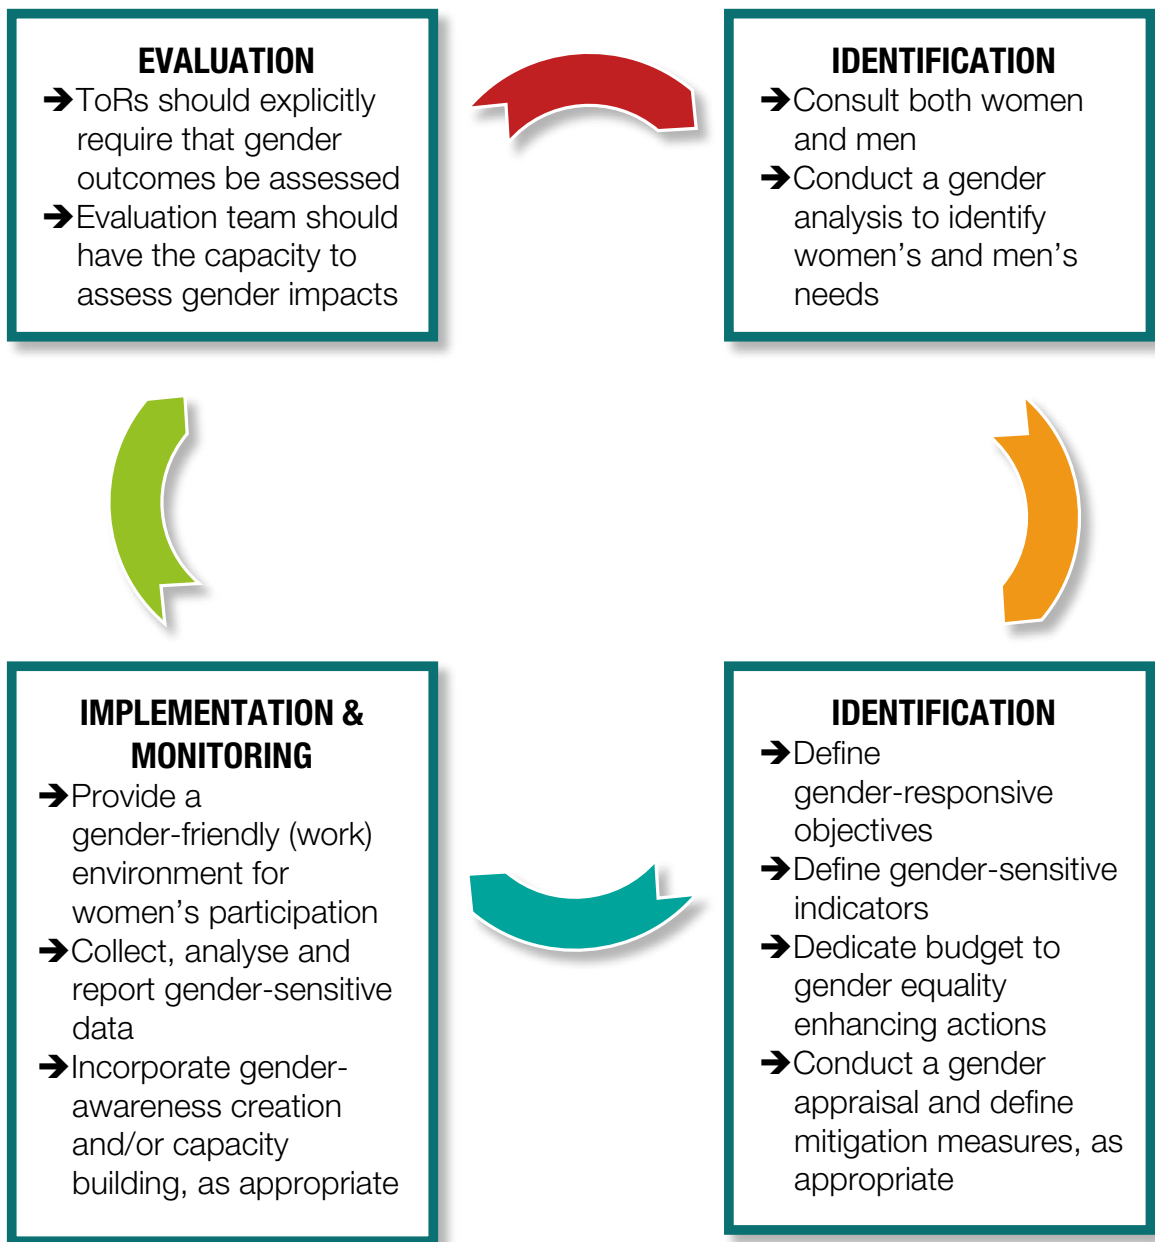 EVALUATION
➔ToRs should explicitly
require that gender
outcomes be assessed
➔Evaluation team should
have the capacity to
assess gender impacts
IDENTIFICATION
➔Consult both women
and men
➔Conduct a gender
analysis to identify
women’s and men’s
needs
IMPLEMENTATION &
MONITORING
➔Provide a
gender-friendly (work)
environment for
women’s participation
➔Collect, analyse and
report gender-sensitive
data
➔Incorporate gender-
awareness creation
and/or capacity
building, as appropriate
IDENTIFICATION
➔Define
gender-responsive
objectives
➔Define gender-sensitive
indicators
➔Dedicate budget to
gender equality
enhancing actions
➔Conduct a gender
appraisal and define
mitigation measures, as
appropriate